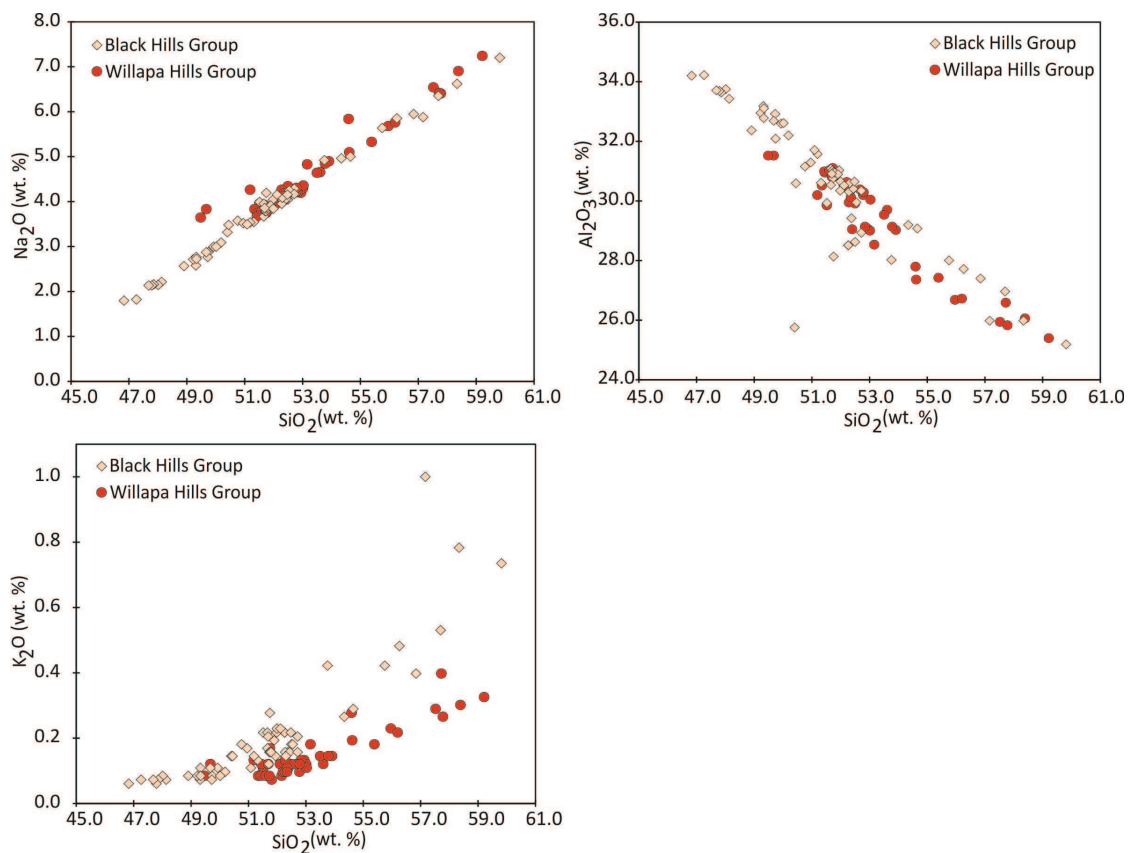 8.0
7.0
6.0
5.0
4.0
3.0
2.0
1.0
0.0
Na2O (wt. %)
Black Hills Group
Willapa Hills Group
45.0 47.0 49.0 51.0 53.0 55.0 57.0 59.0 61.0
SiO2(wt. %)
36.0
34.0
32.0
30.0
28.0
26.0
24.0
Al2O3 (wt. %)
Black Hills Group
Willapa Hills Group
45.0 47.0 49.0 51.0 53.0 55.0 57.0 59.0 61.0
SiO2(wt. %)
1.0
0.8
0.6
0.4
0.2
0.0
K2O (wt. %)
Black Hills Group
Willapa Hills Group
45.0 47.0 49.0 51.0 53.0 55.0 57.0 59.0 61.0
SiO2(wt. %)